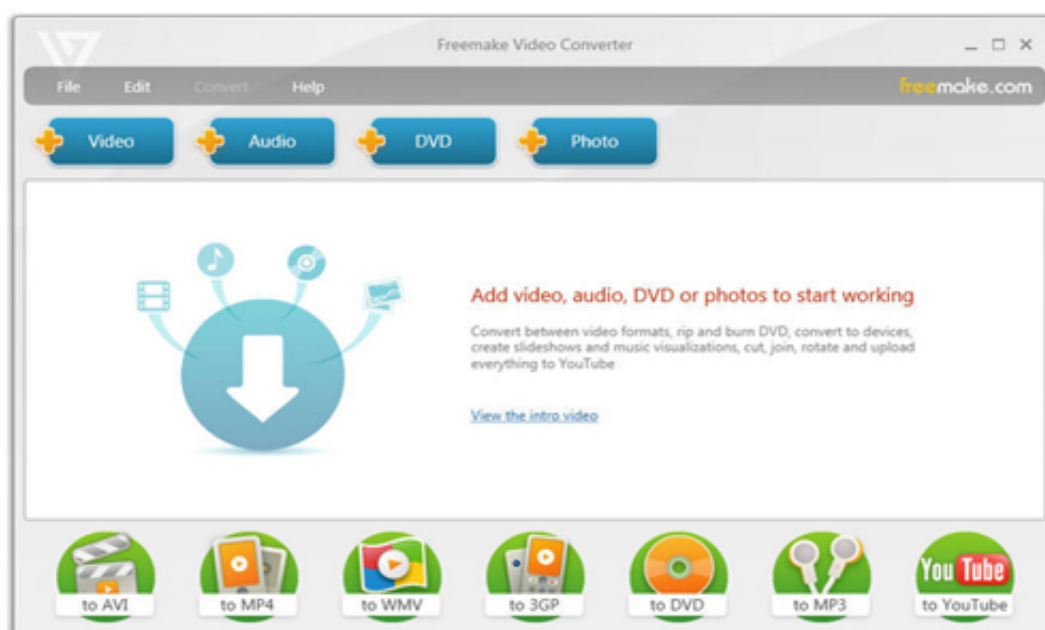 Freemake Video Converter
File Edit Convert Help
freemake.com
Video Audio DVD Photo
Add video, audio, DVD or photos to start working
Convert between video formats, rip and burn DVD, convert to devices,
create slideshows and music visualizations, cut, join, rotate and upload
everything to YouTube
View the intro video
You Tube
to AVI to MP4 to WMV to 3GP to DVD to MP3 to YouTube